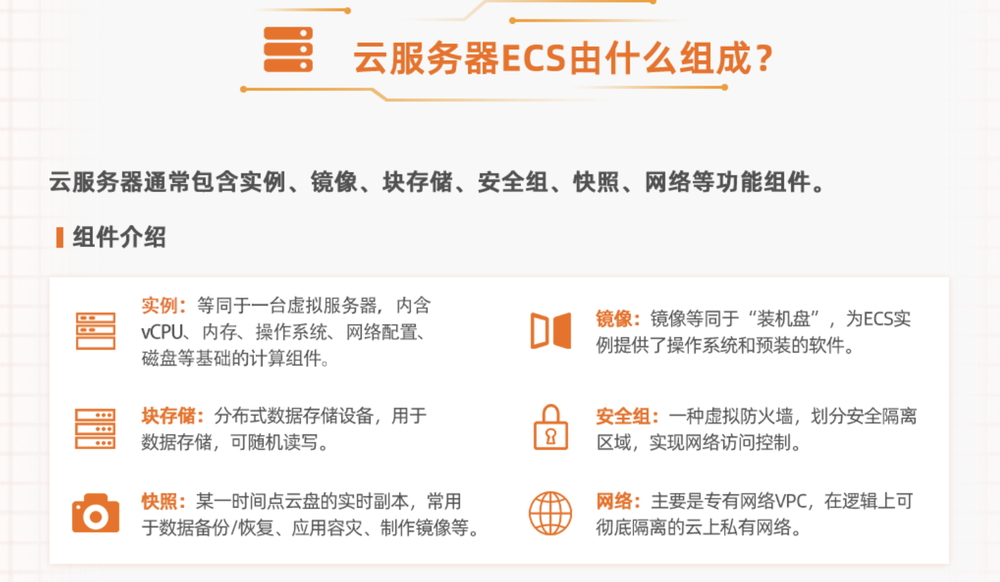 云服务器ECS由什么组成?
云服务器通常包含实例、镜像、块存储、安全组、快照、网络等功能组件。
组件介绍
实例：等同于一台虚拟服务器，内含
vCPU、内存、操作系统、网络配置、
磁盘等基础的计算组件。
镜像：镜像等同于“装机盘”，为ECS实
例提供了操作系统和预装的软件。
块存储：分布式数据存储设备，用于
数据存储，可随机读写。
安全组：一种虚拟防火墙，划分安全隔离
区域，实现网络访问控制。
快照：某一时间点云盘的实时副本，常用
于数据备份/恢复、应用容灾、制作镜像等。
网络：主要是专有网络VPC，在逻辑上可
彻底隔离的云上私有网络。